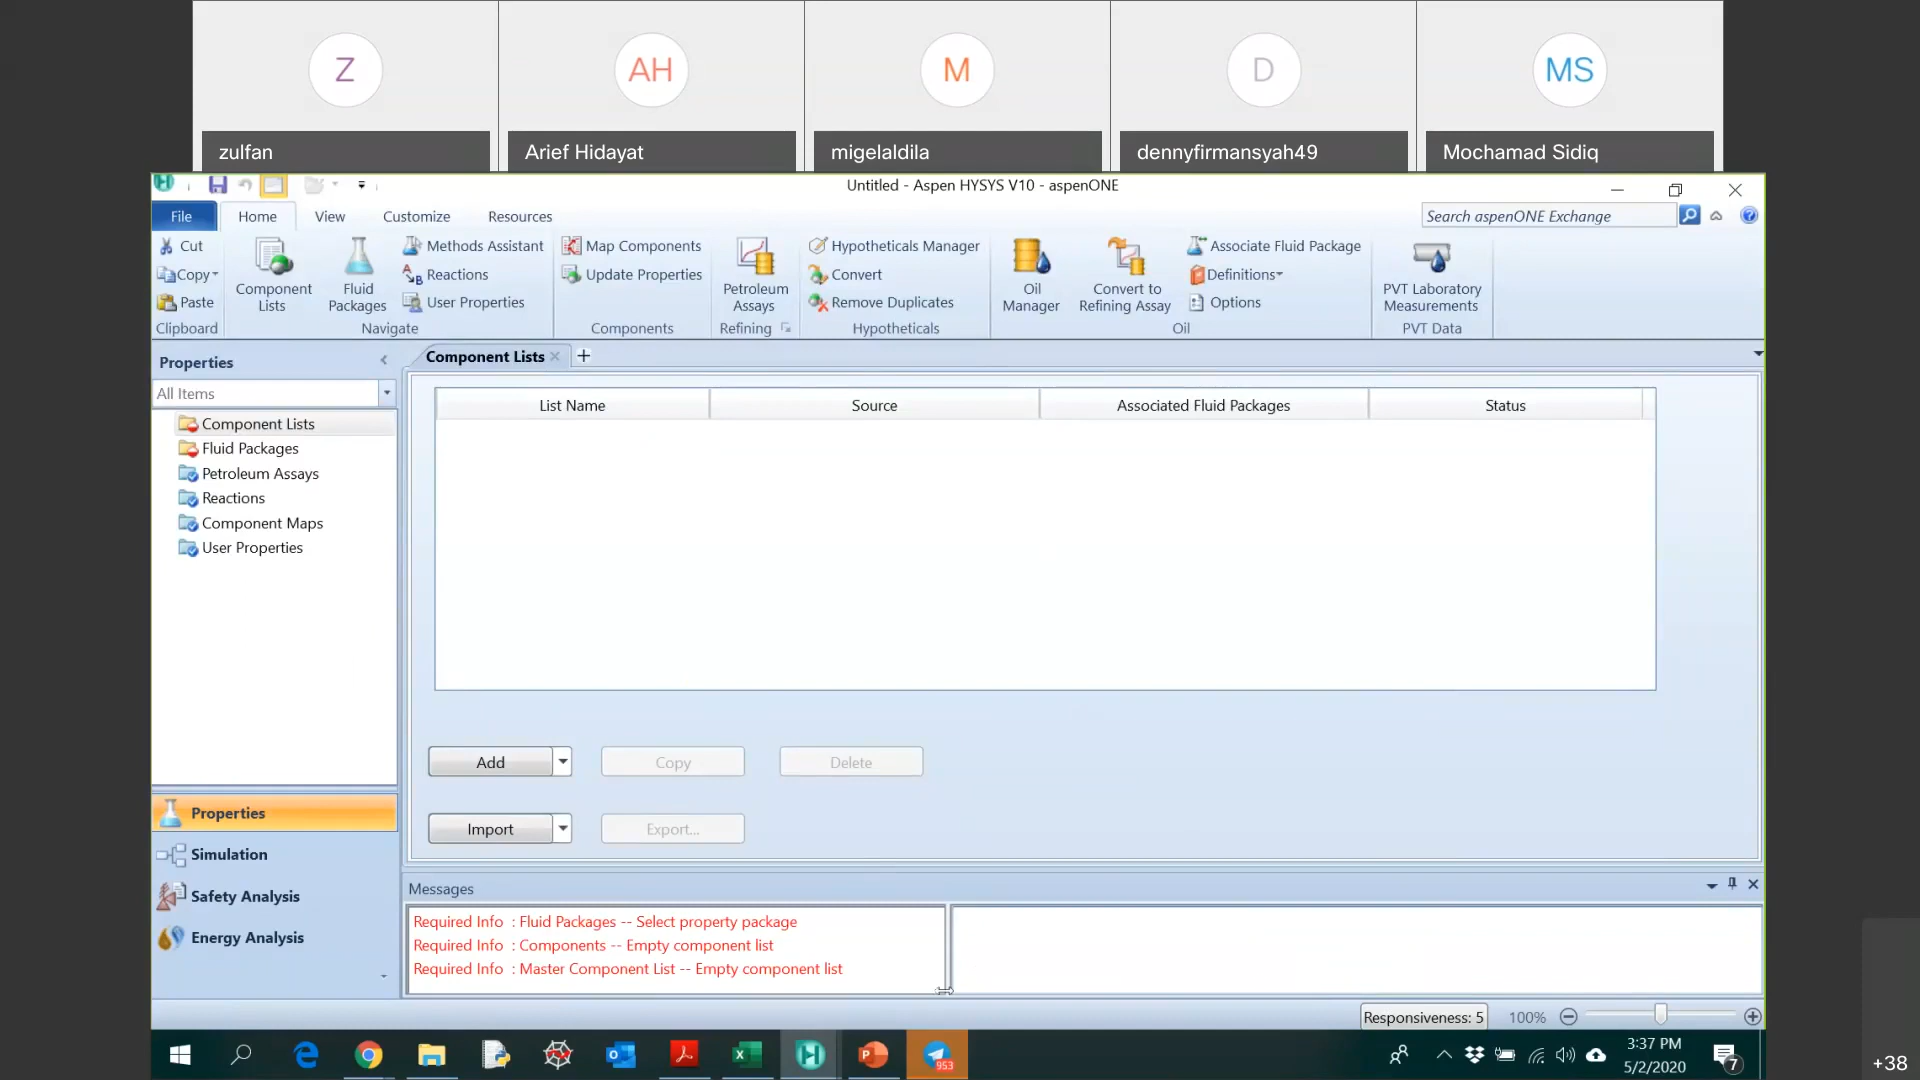 Z
AH
M
D
MS
zulfan
Arief Hidayat
migelaldila
dennyfirmansyah49
Mochamad Sidiq
Untitled - Aspen HYSYS V10 - aspenONE
File
Home
View
Customize
Resources
Search aspenONE Exchange
Cut
Copy
Paste
Clipboard
Component
Lists
Fluid
Packages
Methods Assistant
Reactions
User Properties
Navigate
Map Components
Update Properties
Components
Petroleum
Assays
Refining
Hypotheticals Manager
Convert
Remove Duplicates
Hypotheticals
Oil
Manager
Convert to
Refining Assay
Associate Fluid Package
Definitions
Options
Oil
PVT Laboratory
Measurements
PVT Data
Properties
All Items
Component Lists
Fluid Packages
Petroleum Assays
Reactions
Component Maps
User Properties
Properties
Simulation
Safety Analysis
Energy Analysis
Component Lists
List Name
Source
Associated Fluid Packages
Status
Add
Copy
Delete
Import
Export...
Messages
Required Info : Fluid Packages -- Select property package
Required Info : Components -- Empty component list
Required Info : Master Component List -- Empty component list
Responsiveness: 5
100%
953
3:37 PM
5/2/2020
7
+38